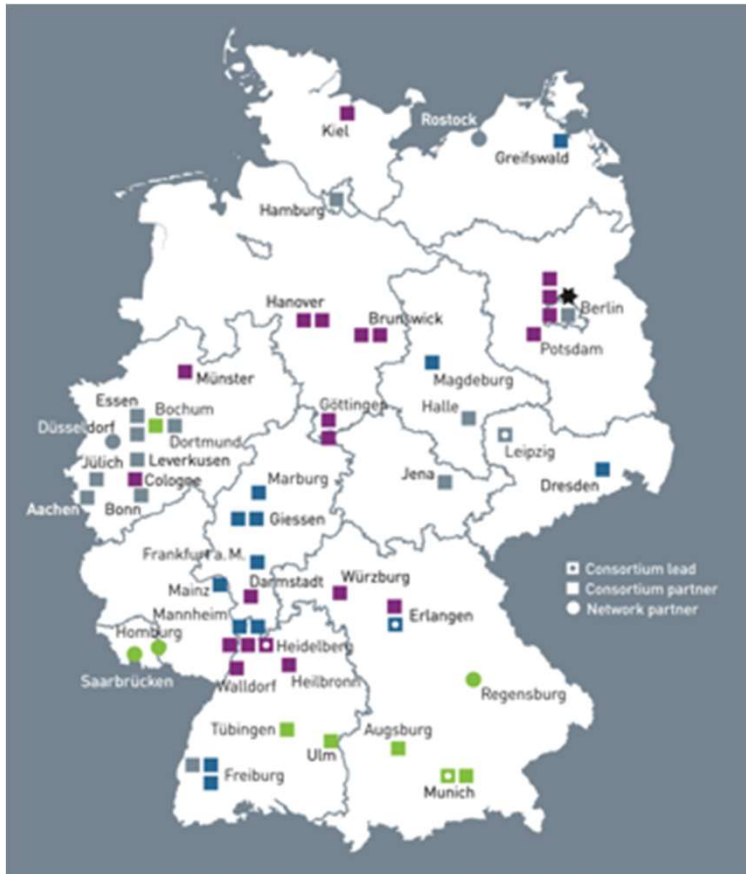 Rostock
Kiel
Greifswald
Hamburg
Hanover
Brunswick
Berlin
Potsdam
Münster
Magdeburg
Essen
Bochum
Göttingen
Halle
Düsseldorf
Dortmund
Leipzig
Jülich
Leverkusen
Cologne
Marburg
Jena
Dresden
Aachen
Bonn
Giessen
Frankfurt a.M.
Mainz
Darmstadt
Würzburg
Mannheim
Erlangen
Homburg
Heidelberg
Saarbrücken
Walldorf
Heilbronn
Regensburg
Tübingen
Augsburg
Ulm
Freiburg
Munich
Consortium lead
Consortium partner
Network partner